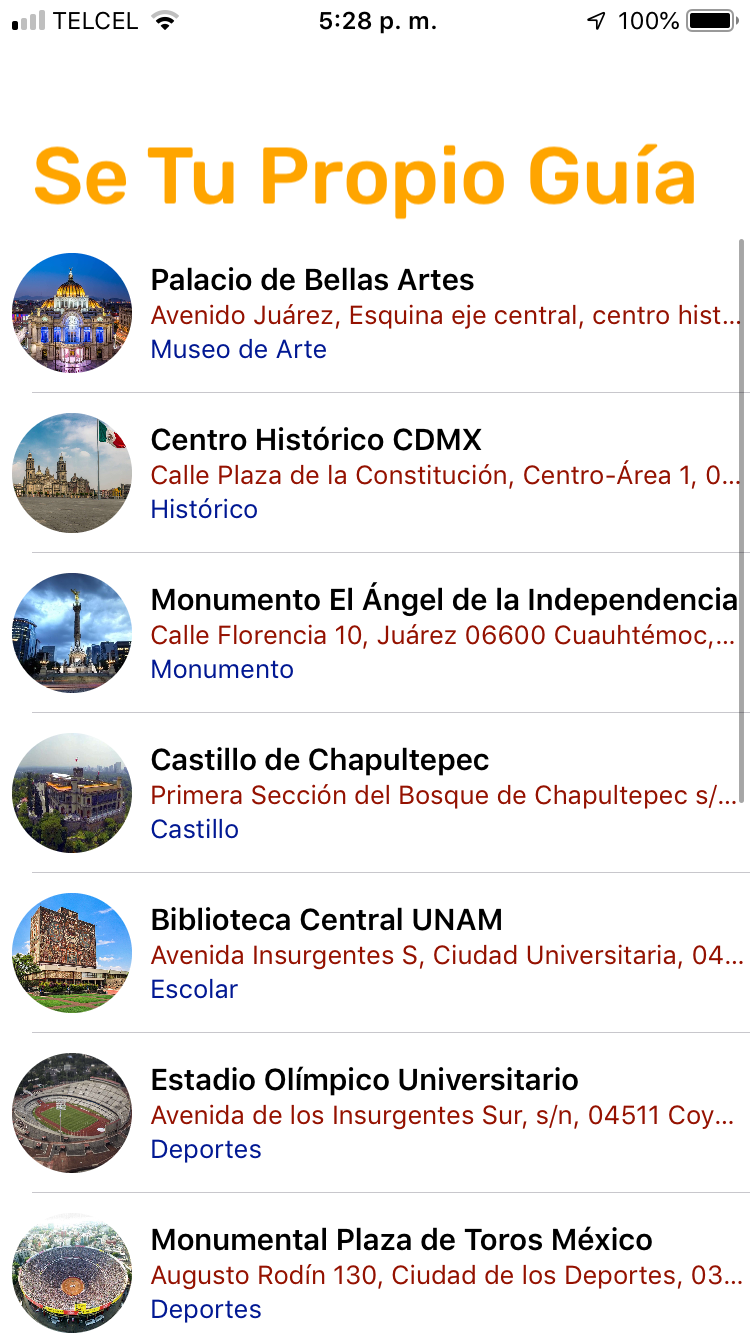 TELCEL 5:28 p. m. 100%
Se Tu Propio Guía
Palacio de Bellas Artes
Avenido Juárez, Esquina eje central, centro hist...
Museo de Arte
Centro Histórico CDMX
Calle Plaza de la Constitución, Centro-Área 1, 0...
Histórico
Monumento El Ángel de la Independencia
Calle Florencia 10, Juárez 06600 Cuauhtémoc,...
Monumento
Castillo de Chapultepec
Primera Sección del Bosque de Chapultepec s/...
Castillo
Biblioteca Central UNAM
Avenida Insurgentes S, Ciudad Universitaria, 04...
Escolar
Estadio Olímpico Universitario
Avenida de los Insurgentes Sur, s/n, 04511 Coy...
Deportes
Monumental Plaza de Toros México
Augusto Rodín 130, Ciudad de los Deportes, 03...
Deportes